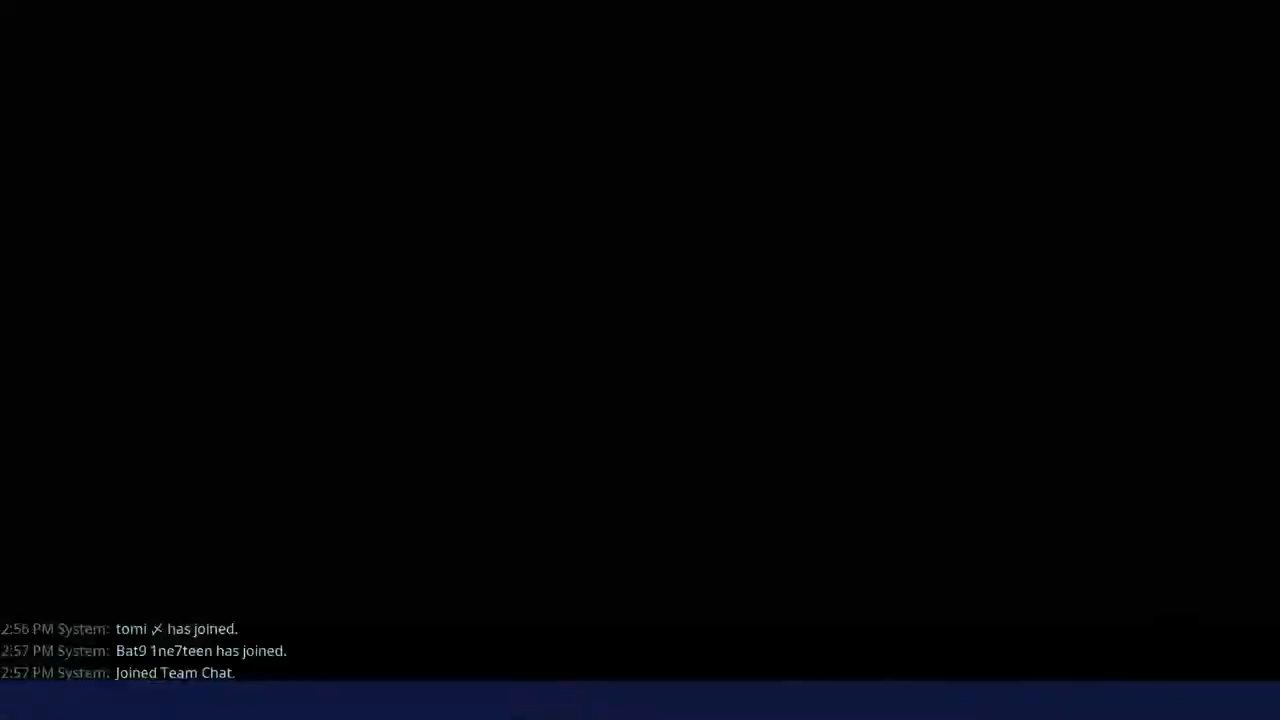 2:56 PM System: tomi 〆 has joined.
2:57 PM System: Bat9 1ne7teen has joined.
2:57 PM System: Joined Team Chat.